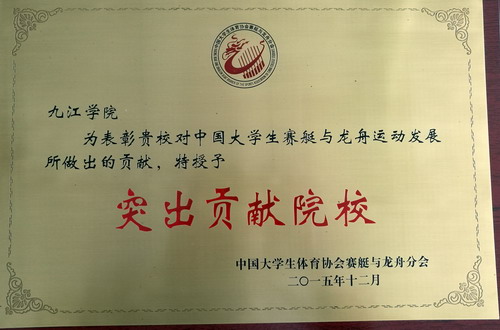 九江学院
为表彰贵校对中国大学生赛艇与龙舟运动发展
所做出的贡献，特授予
突出贡献院校
中国大学生体育协会赛艇与龙舟分会
二〇一五年十二月